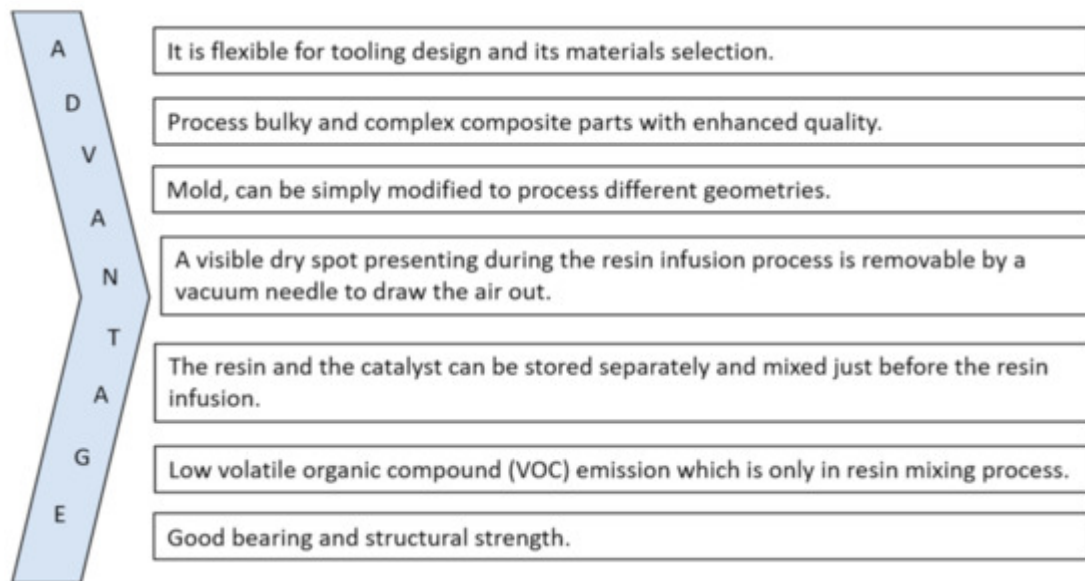 A
D
V
A
N
T
A
G
E
It is flexible for tooling design and its materials selection.
Process bulky and complex composite parts with enhanced quality.
Mold, can be simply modified to process different geometries.
A visible dry spot presenting during the resin infusion process is removable by a
vacuum needle to draw the air out.
The resin and the catalyst can be stored separately and mixed just before the resin
infusion.
Low volatile organic compound (VOC) emission which is only in resin mixing process.
Good bearing and structural strength.